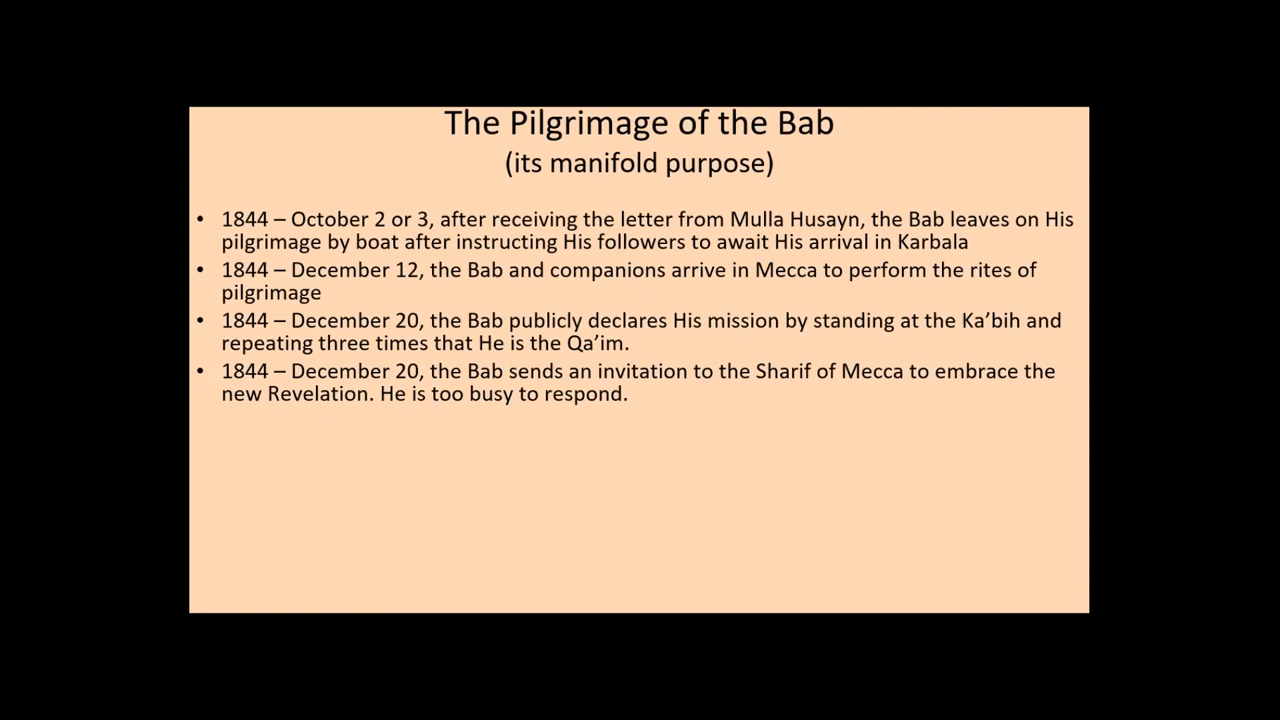 The Pilgrimage of the Bab
(its manifold purpose)
• 1844 – October 2 or 3, after receiving the letter from Mulla Husayn, the Bab leaves on His
pilgrimage by boat after instructing His followers to await His arrival in Karbala
• 1844 – December 12, the Bab and companions arrive in Mecca to perform the rites of
pilgrimage
• 1844 – December 20, the Bab publicly declares His mission by standing at the Ka’bih and
repeating three times that He is the Qa’im.
• 1844 – December 20, the Bab sends an invitation to the Sharif of Mecca to embrace the
new Revelation. He is too busy to respond.